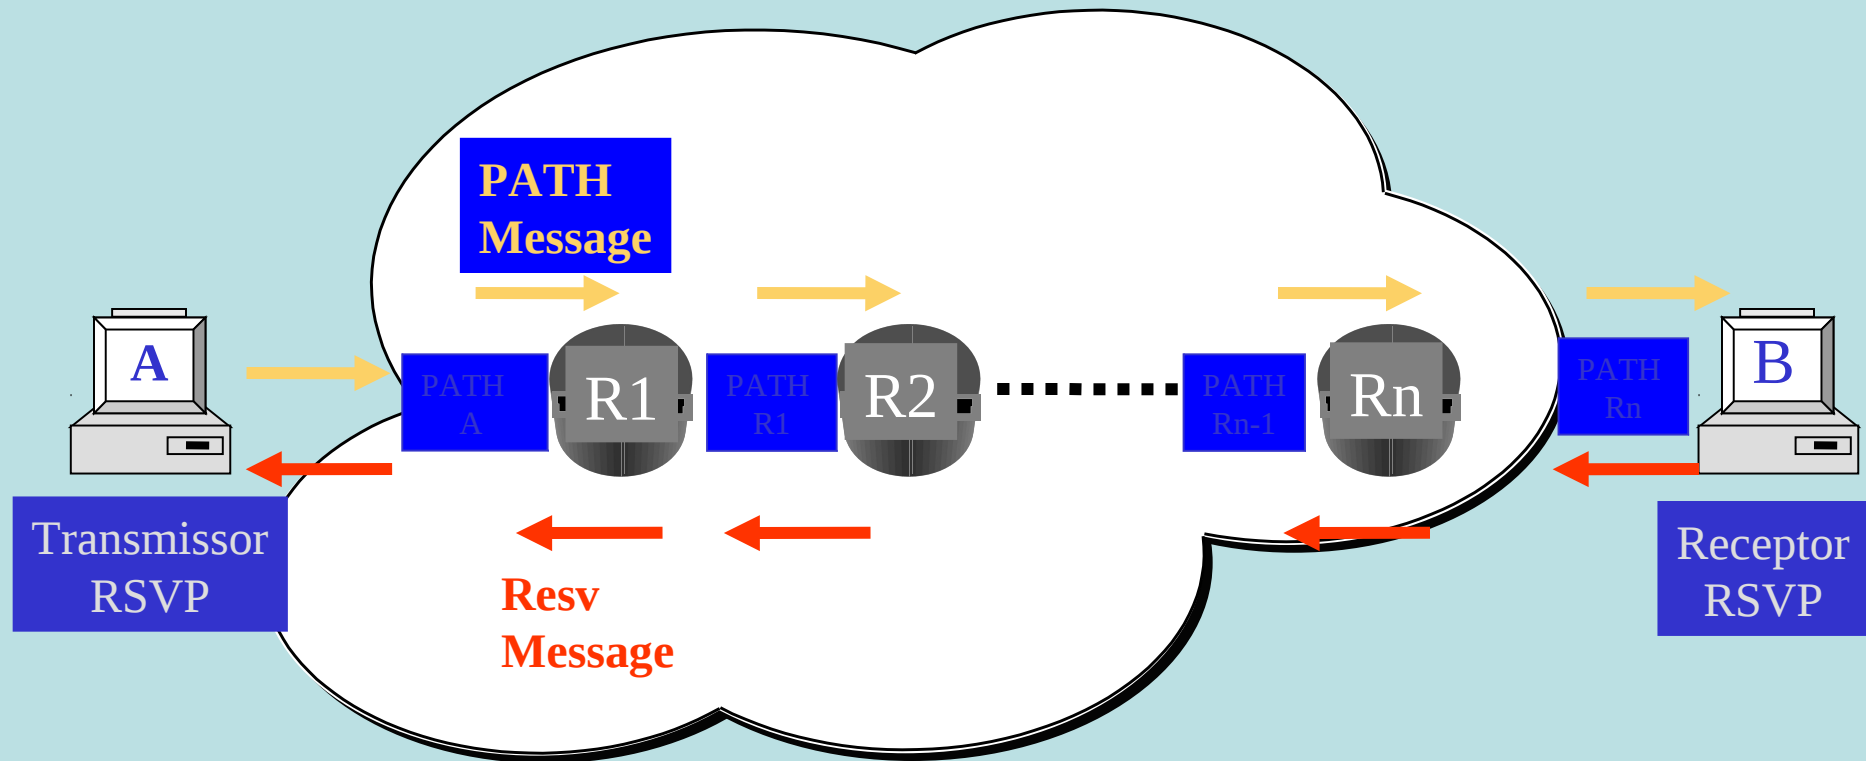 PATH
Message
A
PATH
A
R1
PATH
R1
R2
PATH
Rn-1
Rn
PATH
Rn
B
Transmissor
RSVP
Resv
Message
Receptor
RSVP